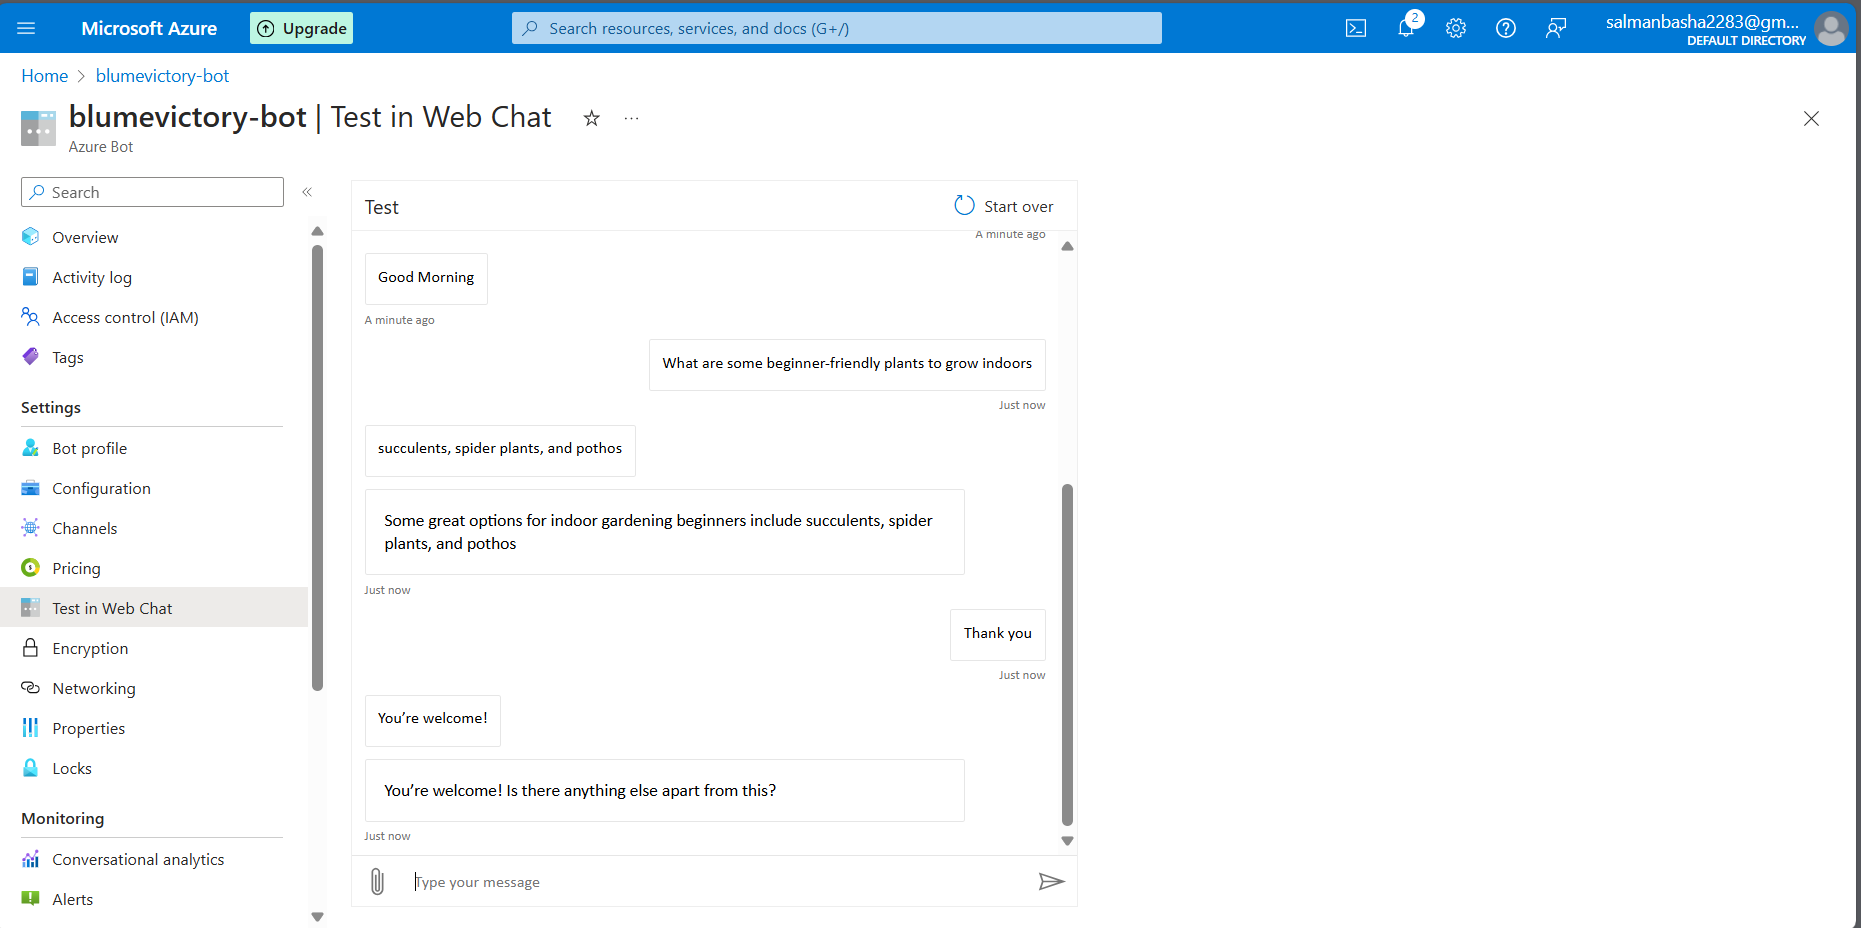 Microsoft Azure
Upgrade
Search resources, services, and docs (G+/)
2
salmanbasha2283@gm...
DEFAULT DIRECTORY
Home > blumevictory-bot
blumevictory-bot | Test in Web Chat
Azure Bot
Search
Overview
Activity log
Access control (IAM)
Tags
Settings
Bot profile
Configuration
Channels
Pricing
Test in Web Chat
Encryption
Networking
Properties
Locks
Monitoring
Conversational analytics
Alerts
Test
Start over
A minute ago
Good Morning
A minute ago
What are some beginner-friendly plants to grow indoors
Just now
succulents, spider plants, and pothos
Some great options for indoor gardening beginners include succulents, spider
plants, and pothos
Just now
Thank you
Just now
You’re welcome!
You’re welcome! Is there anything else apart from this?
Just now
Type your message